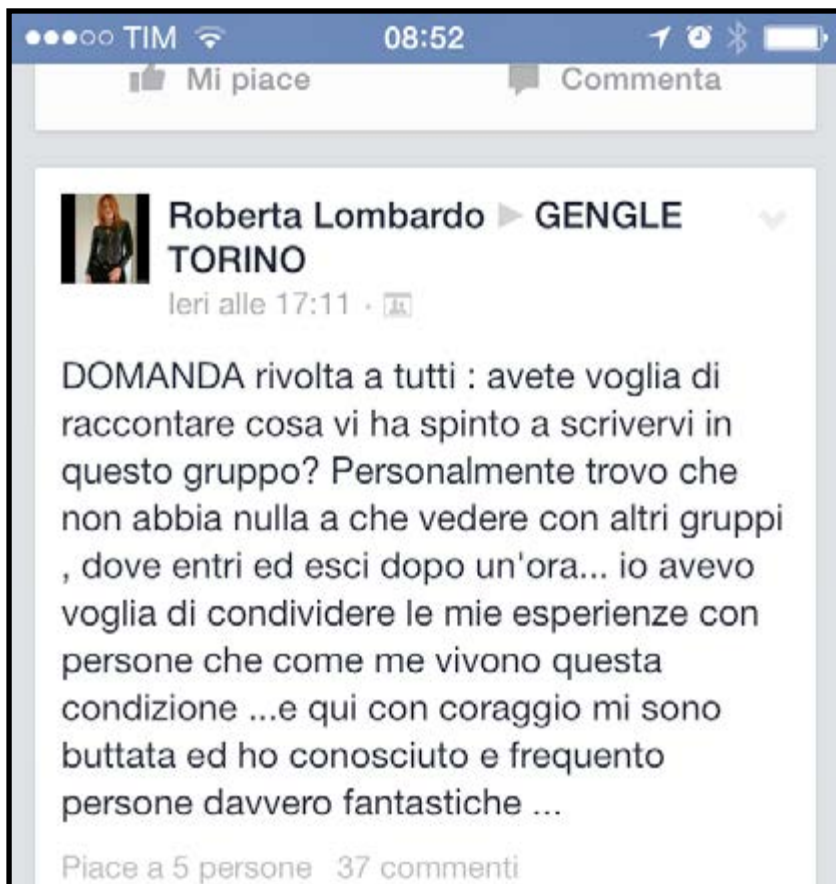 TIM 08:52
Mi piace Commenta
Roberta Lombardo ▶ GENGLE
TORINO
Ieri alle 17:11 ·
DOMANDA rivolta a tutti : avete voglia di
raccontare cosa vi ha spinto a scrivervi in
questo gruppo? Personalmente trovo che
non abbia nulla a che vedere con altri gruppi
, dove entri ed esci dopo un'ora... io avevo
voglia di condividere le mie esperienze con
persone che come me vivono questa
condizione ...e qui con coraggio mi sono
buttata ed ho conosciuto e frequento
persone davvero fantastiche ...
Piace a 5 persone 37 commenti